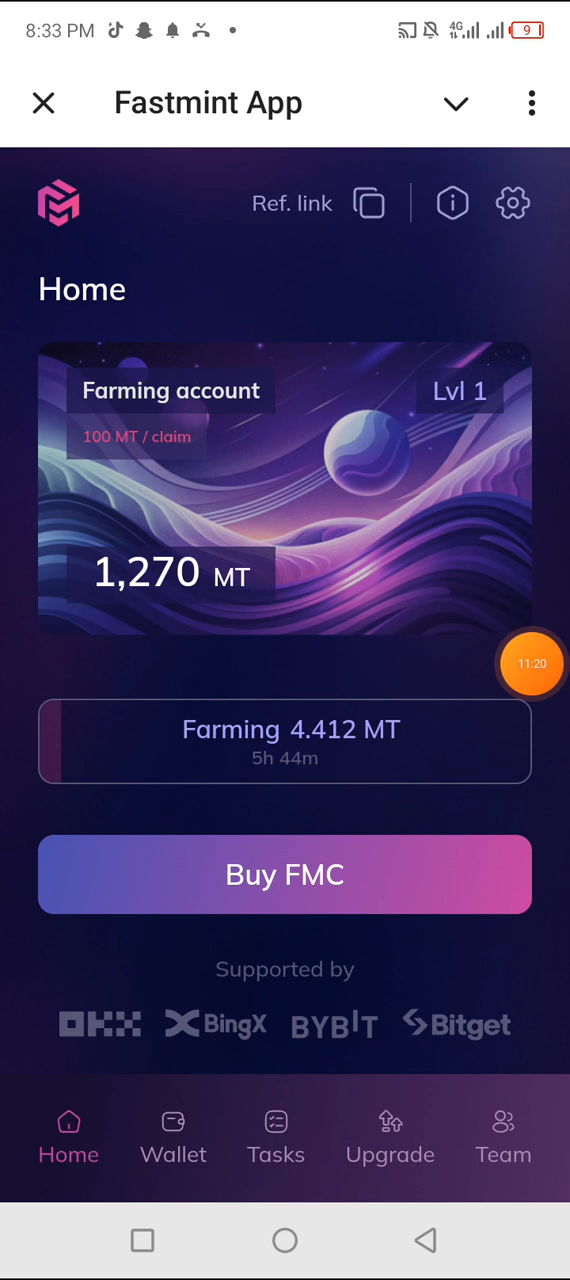 8:33 PM 4G 9
Fastmint App
Ref. link
Home
Farming account Lvl 1
100 MT / claim
1,270 MT
11:20
Farming 4.412 MT
5h 44m
Buy FMC
Supported by
OKX BingX BYBIT Bitget
Home Wallet Tasks Upgrade Team